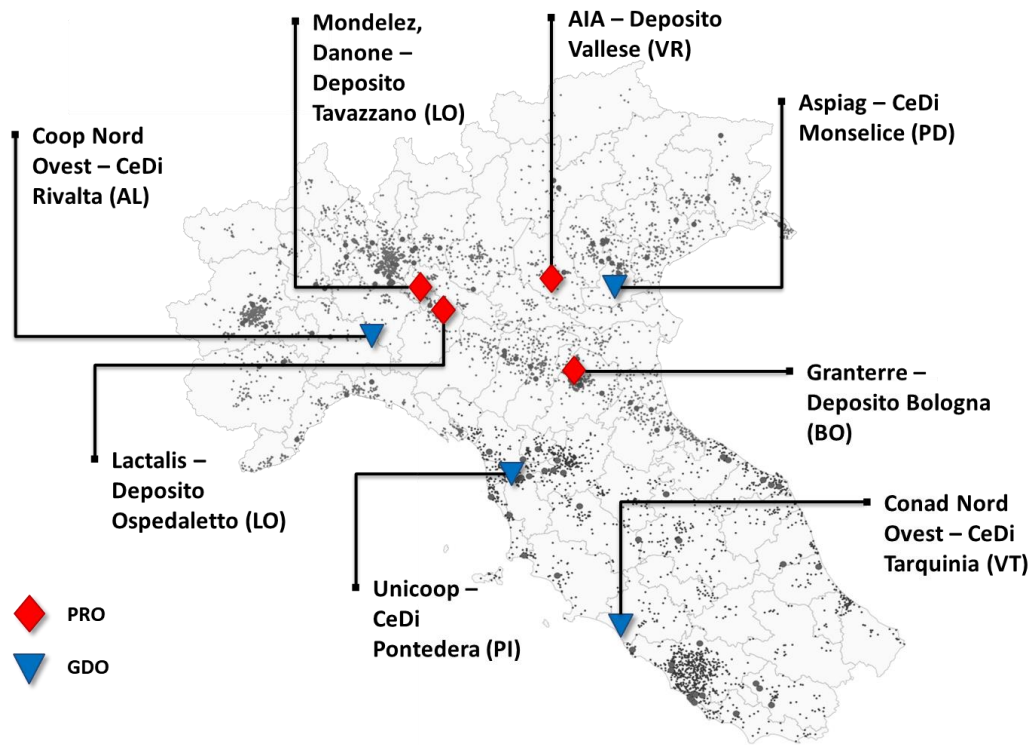 Mondelez,
Danone –
Deposito
Tavazzano (LO)
AIA – Deposito
Vallese (VR)
Aspiag – CeDi
Monselice (PD)
Coop Nord
Ovest – CeDi
Rivalta (AL)
Granterre –
Deposito Bologna
(BO)
Lactalis –
Deposito
Ospedaletto (LO)
Conad Nord
Ovest – CeDi
Tarquinia (VT)
Unicoop –
CeDi
Pontedera (PI)
PRO
GDO